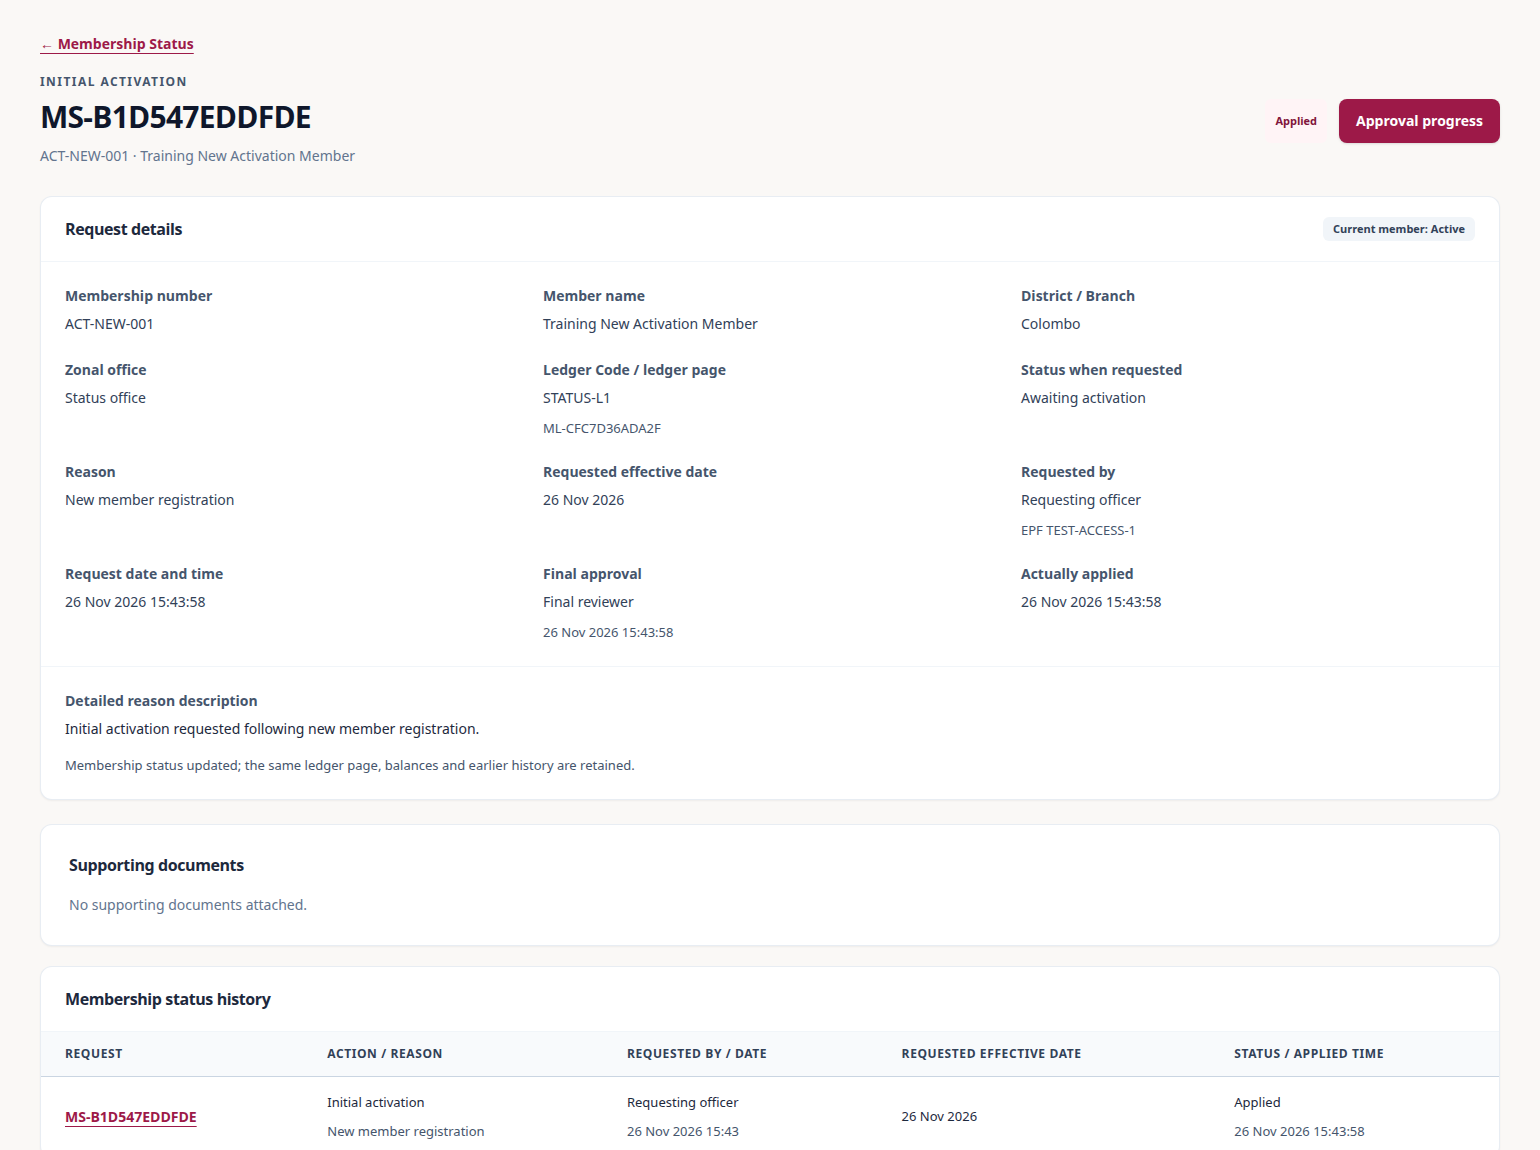 ← Membership Status
INITIAL ACTIVATION
MS-B1D547EDDFDE
ACT-NEW-001 · Training New Activation Member
Applied
Approval progress
Request details
Current member: Active
Membership number
Member name
District / Branch
ACT-NEW-001
Training New Activation Member
Colombo
Zonal office
Ledger Code / ledger page
Status when requested
Status office
STATUS-L1
Awaiting activation
ML-CFC7D36ADA2F
Reason
Requested effective date
Requested by
New member registration
26 Nov 2026
Requesting officer
EPF TEST-ACCESS-1
Request date and time
Final approval
Actually applied
26 Nov 2026 15:43:58
Final reviewer
26 Nov 2026 15:43:58
26 Nov 2026 15:43:58
Detailed reason description
Initial activation requested following new member registration.
Membership status updated; the same ledger page, balances and earlier history are retained.
Supporting documents
No supporting documents attached.
Membership status history
REQUEST
ACTION / REASON
REQUESTED BY / DATE
REQUESTED EFFECTIVE DATE
STATUS / APPLIED TIME
MS-B1D547EDDFDE
Initial activation
New member registration
Requesting officer
26 Nov 2026 15:43
26 Nov 2026
Applied
26 Nov 2026 15:43:58